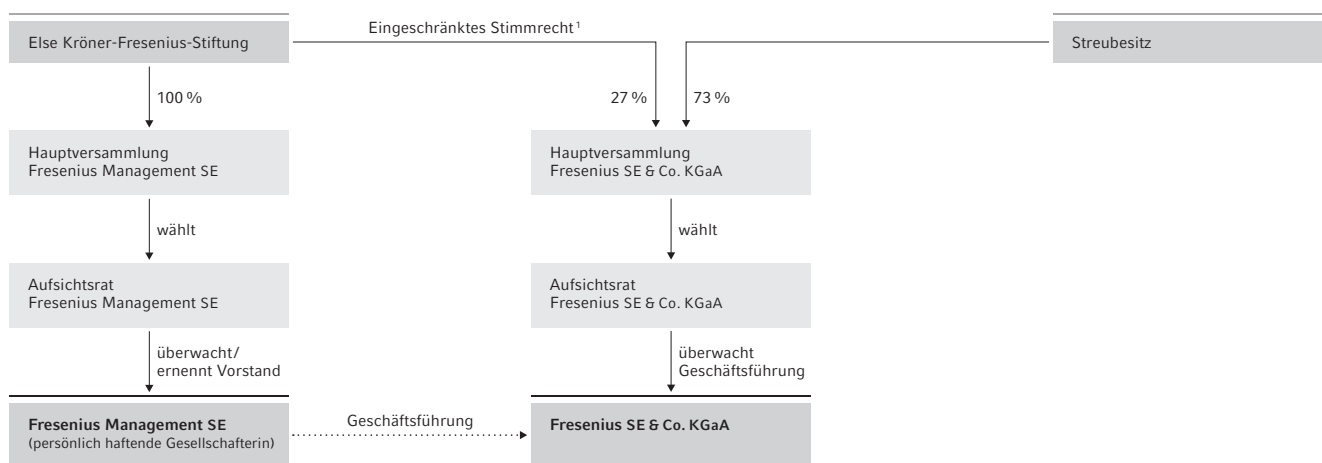 Else Kröner-Fresenius-Stiftung
Eingeschränktes Stimmrecht¹
Streubesitz
100 %
27 %
73 %
Hauptversammlung
Fresenius Management SE
Hauptversammlung
Fresenius SE & Co. KGaA
wählt
wählt
Aufsichtsrat
Fresenius Management SE
Aufsichtsrat
Fresenius SE & Co. KGaA
überwacht/
ernennt Vorstand
überwacht
Geschäftsführung
Fresenius Management SE
(persönlich haftende Gesellschafterin)
Geschäftsführung
Fresenius SE & Co. KGaA